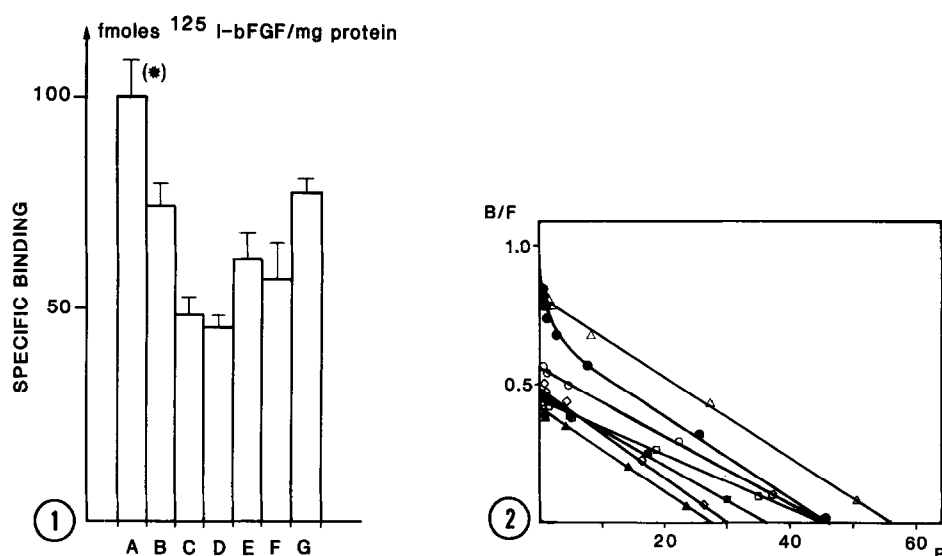 fmoles 125 I-bFGF/mg protein
(*)
100
50
SPECIFIC BINDING
1
A B C D E F G
B/F
1.0
0.5
2
20 40 60